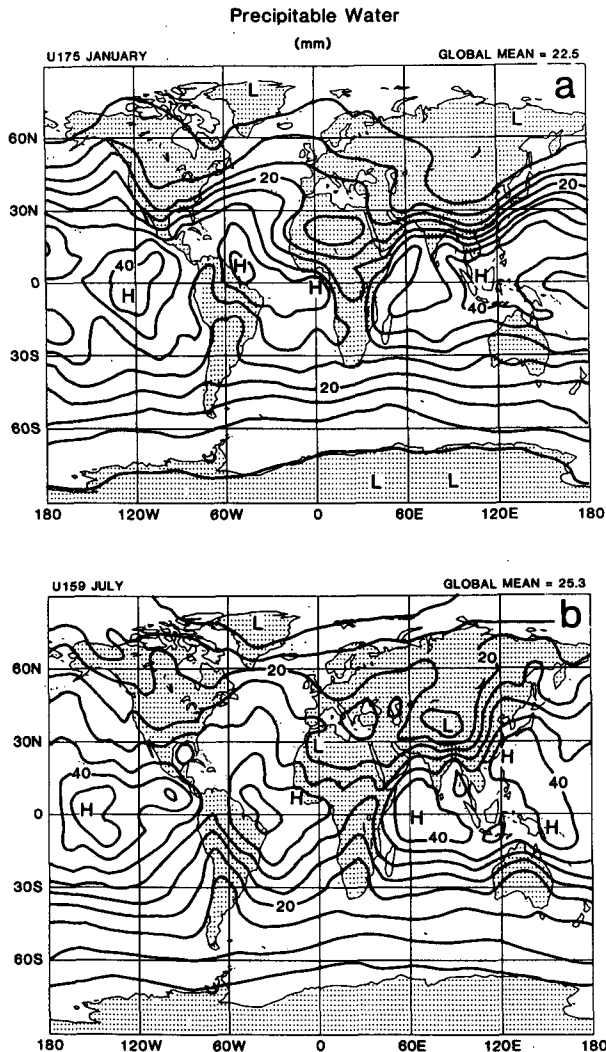 Precipitable Water
(mm)
U175 JANUARY GLOBAL MEAN = 22.5
a
L
L
60N
20
20
30N
40
H
H
H
H
0
40
30S
20
60S
L L
180 120W 60W 0 60E 120E 180
U159 JULY GLOBAL MEAN = 25.3
b
L
60N
20
20
L
30N
L
H
40
40
H
H
H
40
H
0
30S
20
20
60S
180 120W 60W 0 60E 120E 180